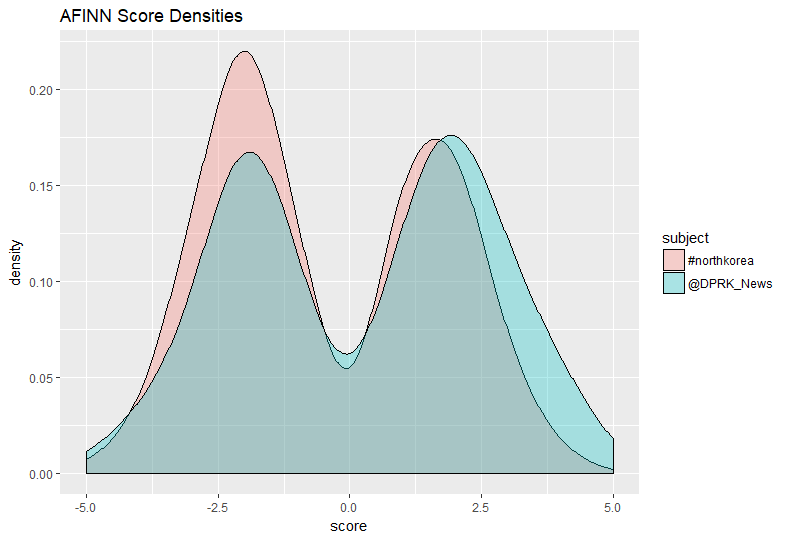 AFINN Score Densities
0.20
0.15
0.10
0.05
0.00
density
-5.0 -2.5 0.0 2.5 5.0
score
subject
#northkorea
@DPRK_News